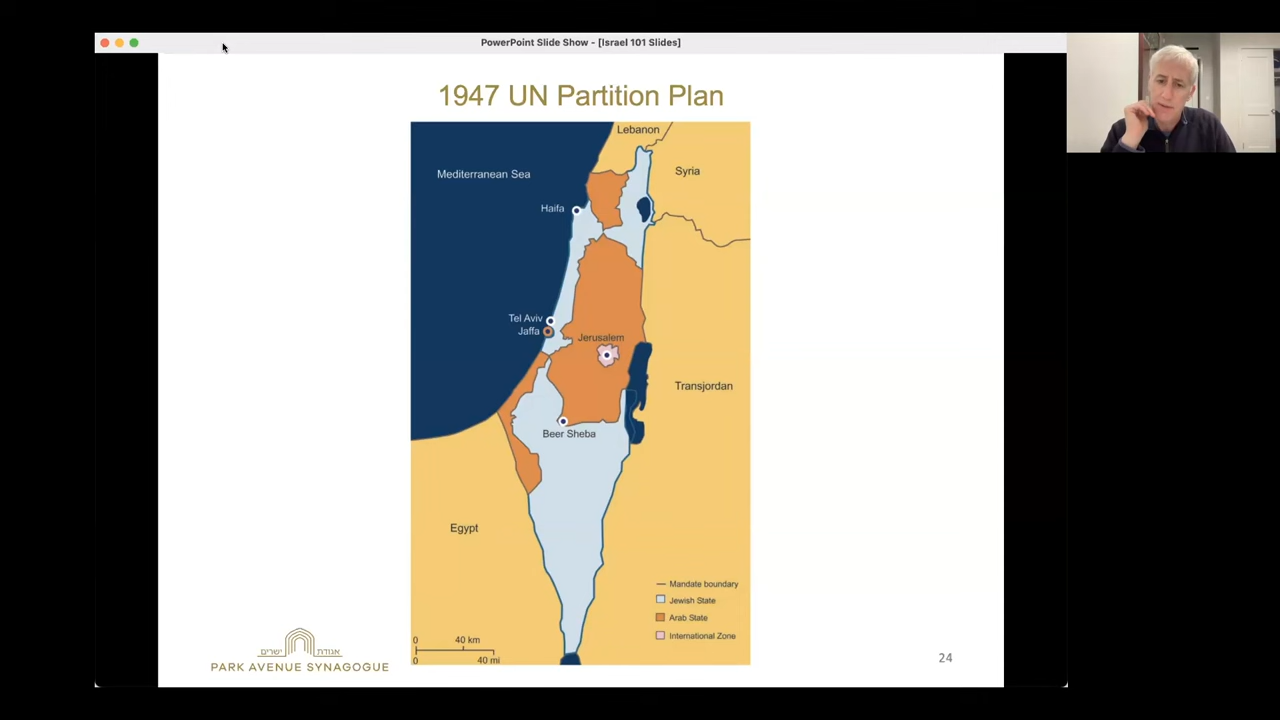 PowerPoint Slide Show - [Israel 101 Slides]
1947 UN Partition Plan
Lebanon
Mediterranean Sea
Syria
Haifa
Tel Aviv
Jaffa
Jerusalem
Transjordan
Beer Sheba
Egypt
Mandate boundary
Jewish State
Arab State
International Zone
0 40 km
0 40 mi
אגודת ישרים
PARK AVENUE SYNAGOGUE
24